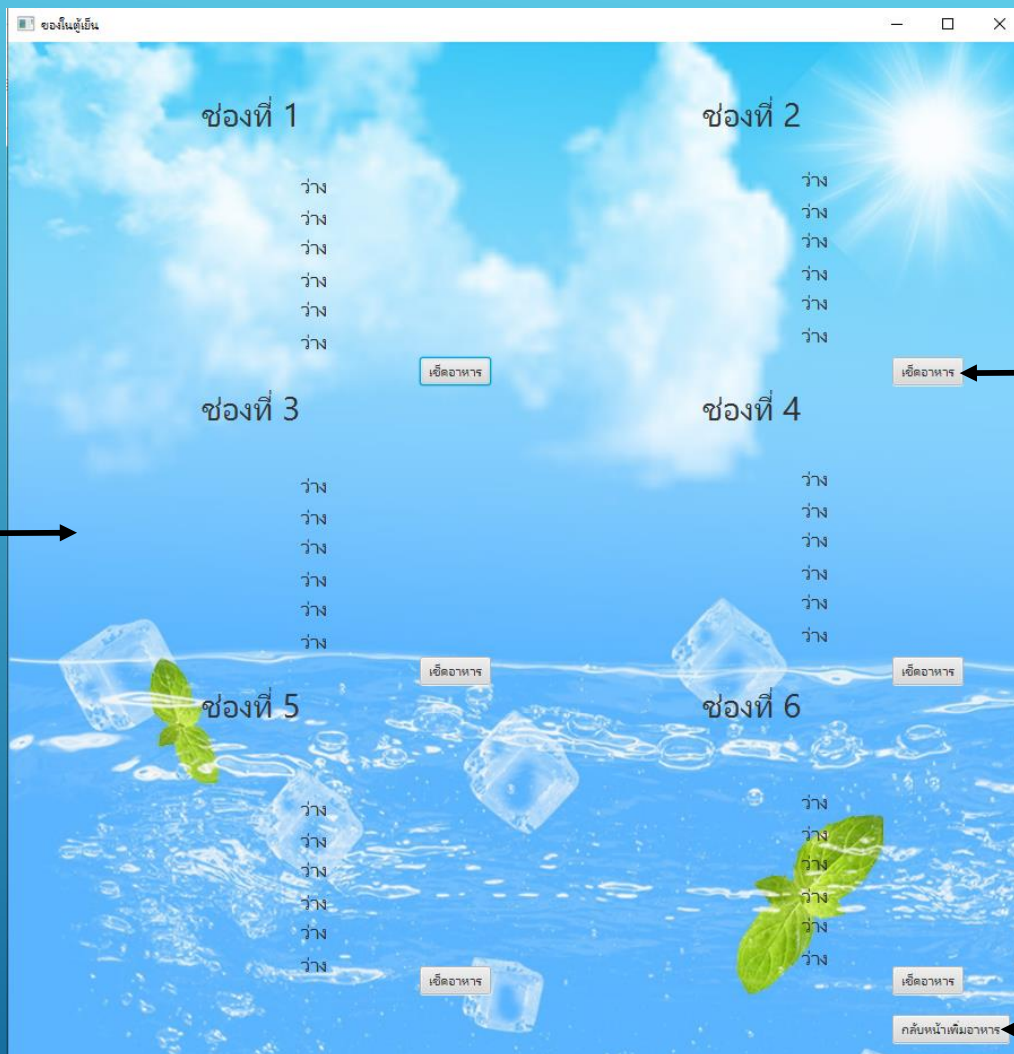 ของในตู้เย็น
ช่องที่ 1
ว่าง
ว่าง
ว่าง
ว่าง
ว่าง
ว่าง
เช็ตอาหาร
ช่องที่ 2
ว่าง
ว่าง
ว่าง
ว่าง
ว่าง
ว่าง
เช็ตอาหาร
ช่องที่ 3
ว่าง
ว่าง
ว่าง
ว่าง
ว่าง
ว่าง
เช็ตอาหาร
ช่องที่ 4
ว่าง
ว่าง
ว่าง
ว่าง
ว่าง
ว่าง
เช็ตอาหาร
ช่องที่ 5
ว่าง
ว่าง
ว่าง
ว่าง
ว่าง
ว่าง
เช็ตอาหาร
ช่องที่ 6
ว่าง
ว่าง
ว่าง
ว่าง
ว่าง
ว่าง
เช็ตอาหาร
กลับหน้าเพิ่มอาหาร